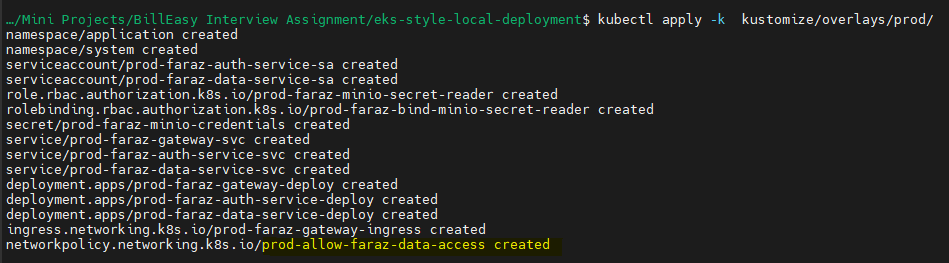 …/Mini Projects/BillEasy Interview Assignment/eks-style-local-deployment$ kubectl apply -k  kustomize/overlays/prod/
namespace/application created
namespace/system created
serviceaccount/prod-faraz-auth-service-sa created
serviceaccount/prod-faraz-data-service-sa created
role.rbac.authorization.k8s.io/prod-faraz-minio-secret-reader created
rolebinding.rbac.authorization.k8s.io/prod-faraz-bind-minio-secret-reader created
secret/prod-faraz-minio-credentials created
service/prod-faraz-gateway-svc created
service/prod-faraz-auth-service-svc created
service/prod-faraz-data-service-svc created
deployment.apps/prod-faraz-gateway-deploy created
deployment.apps/prod-faraz-auth-service-deploy created
deployment.apps/prod-faraz-data-service-deploy created
ingress.networking.k8s.io/prod-faraz-gateway-ingress created
networkpolicy.networking.k8s.io/prod-allow-faraz-data-access created